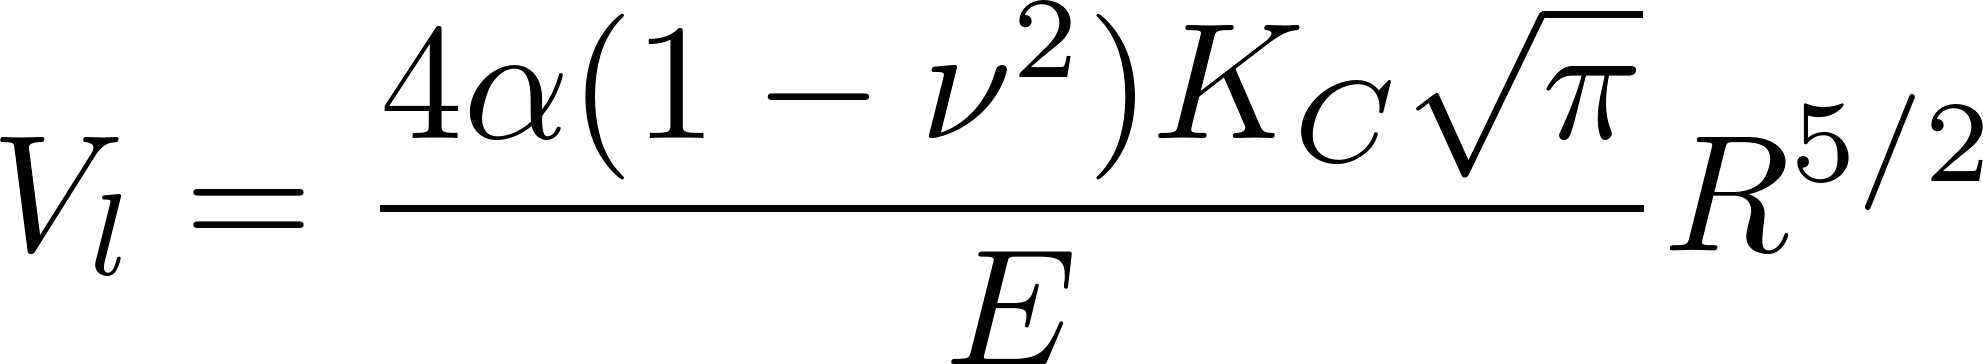 V_l = \frac{4\alpha(1-\nu^2)K_C\sqrt{\pi}}{E}R^{5/2}